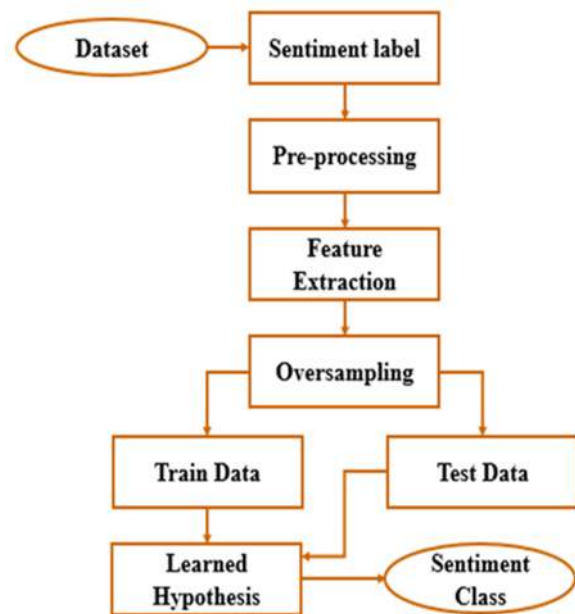 Dataset
Sentiment label
Pre-processing
Feature
Extraction
Oversampling
Train Data
Test Data
Learned
Hypothesis
Sentiment
Class